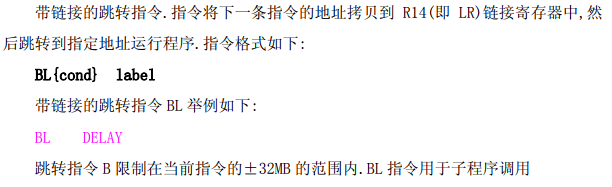 带链接的跳转指令.指令将下一条指令的地址拷贝到 R14(即 LR)链接寄存器中,然
后跳转到指定地址运行程序.指令格式如下:
BL{cond} label
带链接的跳转指令 BL 举例如下:
BL DELAY
跳转指令 B 限制在当前指令的±32MB 的范围内.BL 指令用于子程序调用